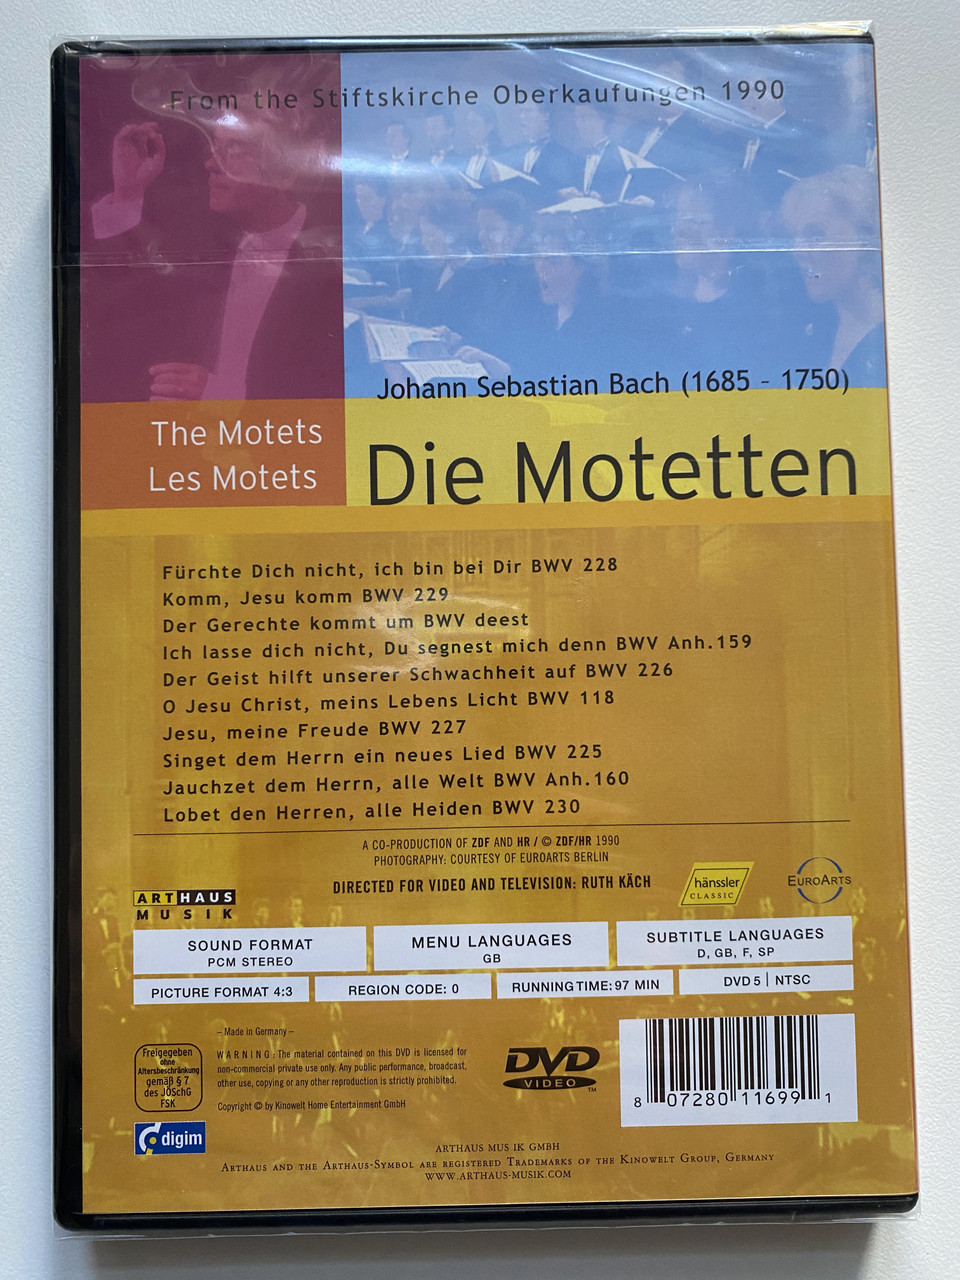 From the Stiftskirche Oberkaufungen 1990
Johann Sebastian Bach (1685 - 1750)
The Motets
Les Motets
Die Motetten
Fürchte Dich nicht, ich bin bei Dir BWV 228
Komm, Jesu komm BWV 229
Der Gerechte kommt um BWV deest
Ich lasse dich nicht, Du segnest mich denn BWV Anh.159
Der Geist hilft unserer Schwachheit auf BWV 226
O Jesu Christ, meins Lebens Licht BWV 118
Jesu, meine Freude BWV 227
Singet dem Herrn ein neues Lied BWV 225
Jauchzet dem Herrn, alle Welt BWV Anh.160
Lobet den Herren, alle Heiden BWV 230
A CO-PRODUCTION OF ZDF AND HR / © ZDF/HR 1990
PHOTOGRAPHY: COURTESY OF EUROARTS BERLIN
DIRECTED FOR VIDEO AND TELEVISION: RUTH KÄCH
ARTHAUS
MUSIK
hänssler
CLASSIC
EUROARTS
SOUND FORMAT
PCM STEREO
MENU LANGUAGES
GB
SUBTITLE LANGUAGES
D, GB, F, SP
PICTURE FORMAT 4:3
REGION CODE: 0
RUNNING TIME: 97 MIN
DVD 5 | NTSC
– Made in Germany –
WARNING: The material contained on this DVD is licensed for
non-commercial private use only. Any public performance, broadcast,
other use, copying or any other reproduction is strictly prohibited.
Copyright © by Kinowelt Home Entertainment GmbH
Freigegeben
ohne
Altersbeschränkung
gemäß § 7
des JÖSchG
FSK
digim
DVD
VIDEO
TM
8 07280 11699 1
ARTHAUS MUS IK GMBH
ARTHAUS AND THE ARTHAUS-SYMBOL ARE REGISTERED TRADEMARKS OF THE KINOWELT GROUP, GERMANY
WWW.ARTHAUS-MUSIK.COM